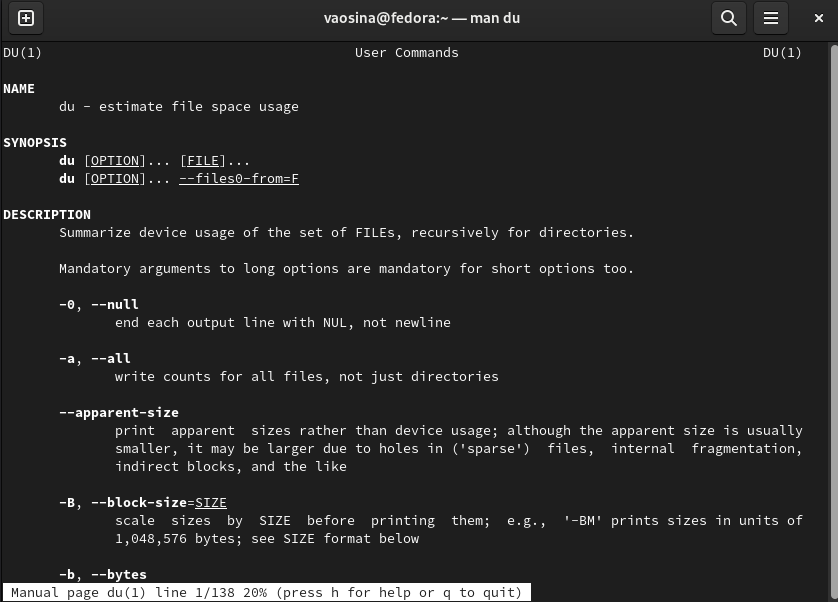 vaosina@fedora:~ — man du
DU(1) User Commands DU(1)
NAME
du - estimate file space usage
SYNOPSIS
du [OPTION]... [FILE]...
du [OPTION]... --files0-from=F
DESCRIPTION
Summarize device usage of the set of FILEs, recursively for directories.
Mandatory arguments to long options are mandatory for short options too.
-0, --null
end each output line with NUL, not newline
-a, --all
write counts for all files, not just directories
--apparent-size
print apparent sizes rather than device usage; although the apparent size is usually
smaller, it may be larger due to holes in ('sparse') files, internal fragmentation,
indirect blocks, and the like
-B, --block-size=SIZE
scale sizes by SIZE before printing them; e.g., '-BM' prints sizes in units of
1,048,576 bytes; see SIZE format below
-b, --bytes
Manual page du(1) line 1/138 20% (press h for help or q to quit)